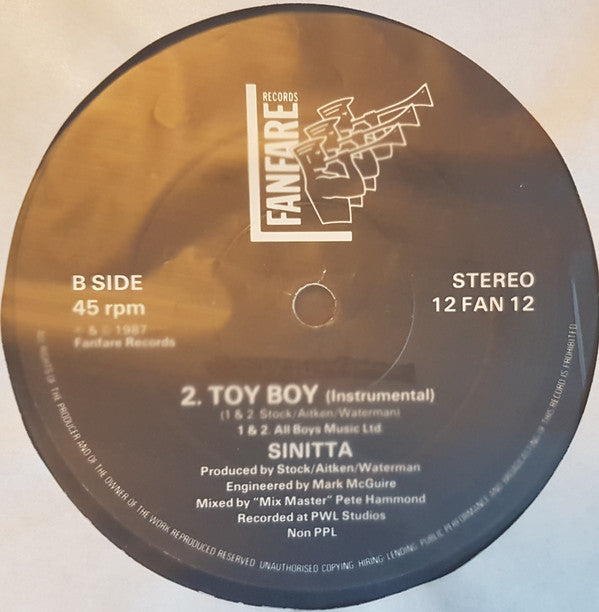 FANFARE
RECORDS
B SIDE
45 rpm
℗ & © 1987
Fanfare Records
STEREO
12 FAN 12
2. TOY BOY (Instrumental)
(1 & 2. Stock/Aitken/Waterman)
1 & 2. All Boys Music Ltd
SINITTA
Produced by Stock/Aitken/Waterman
Engineered by Mark McGuire
Mixed by "Mix Master" Pete Hammond
Recorded at PWL Studios
Non PPL
ALL RIGHTS OF THE PRODUCER AND OF THE OWNER OF THE WORK REPRODUCED RESERVED UNAUTHORISED COPYING HIRING LENDING PUBLIC PERFORMANCE AND BROADCASTING OF THIS RECORD IS PROHIBITED